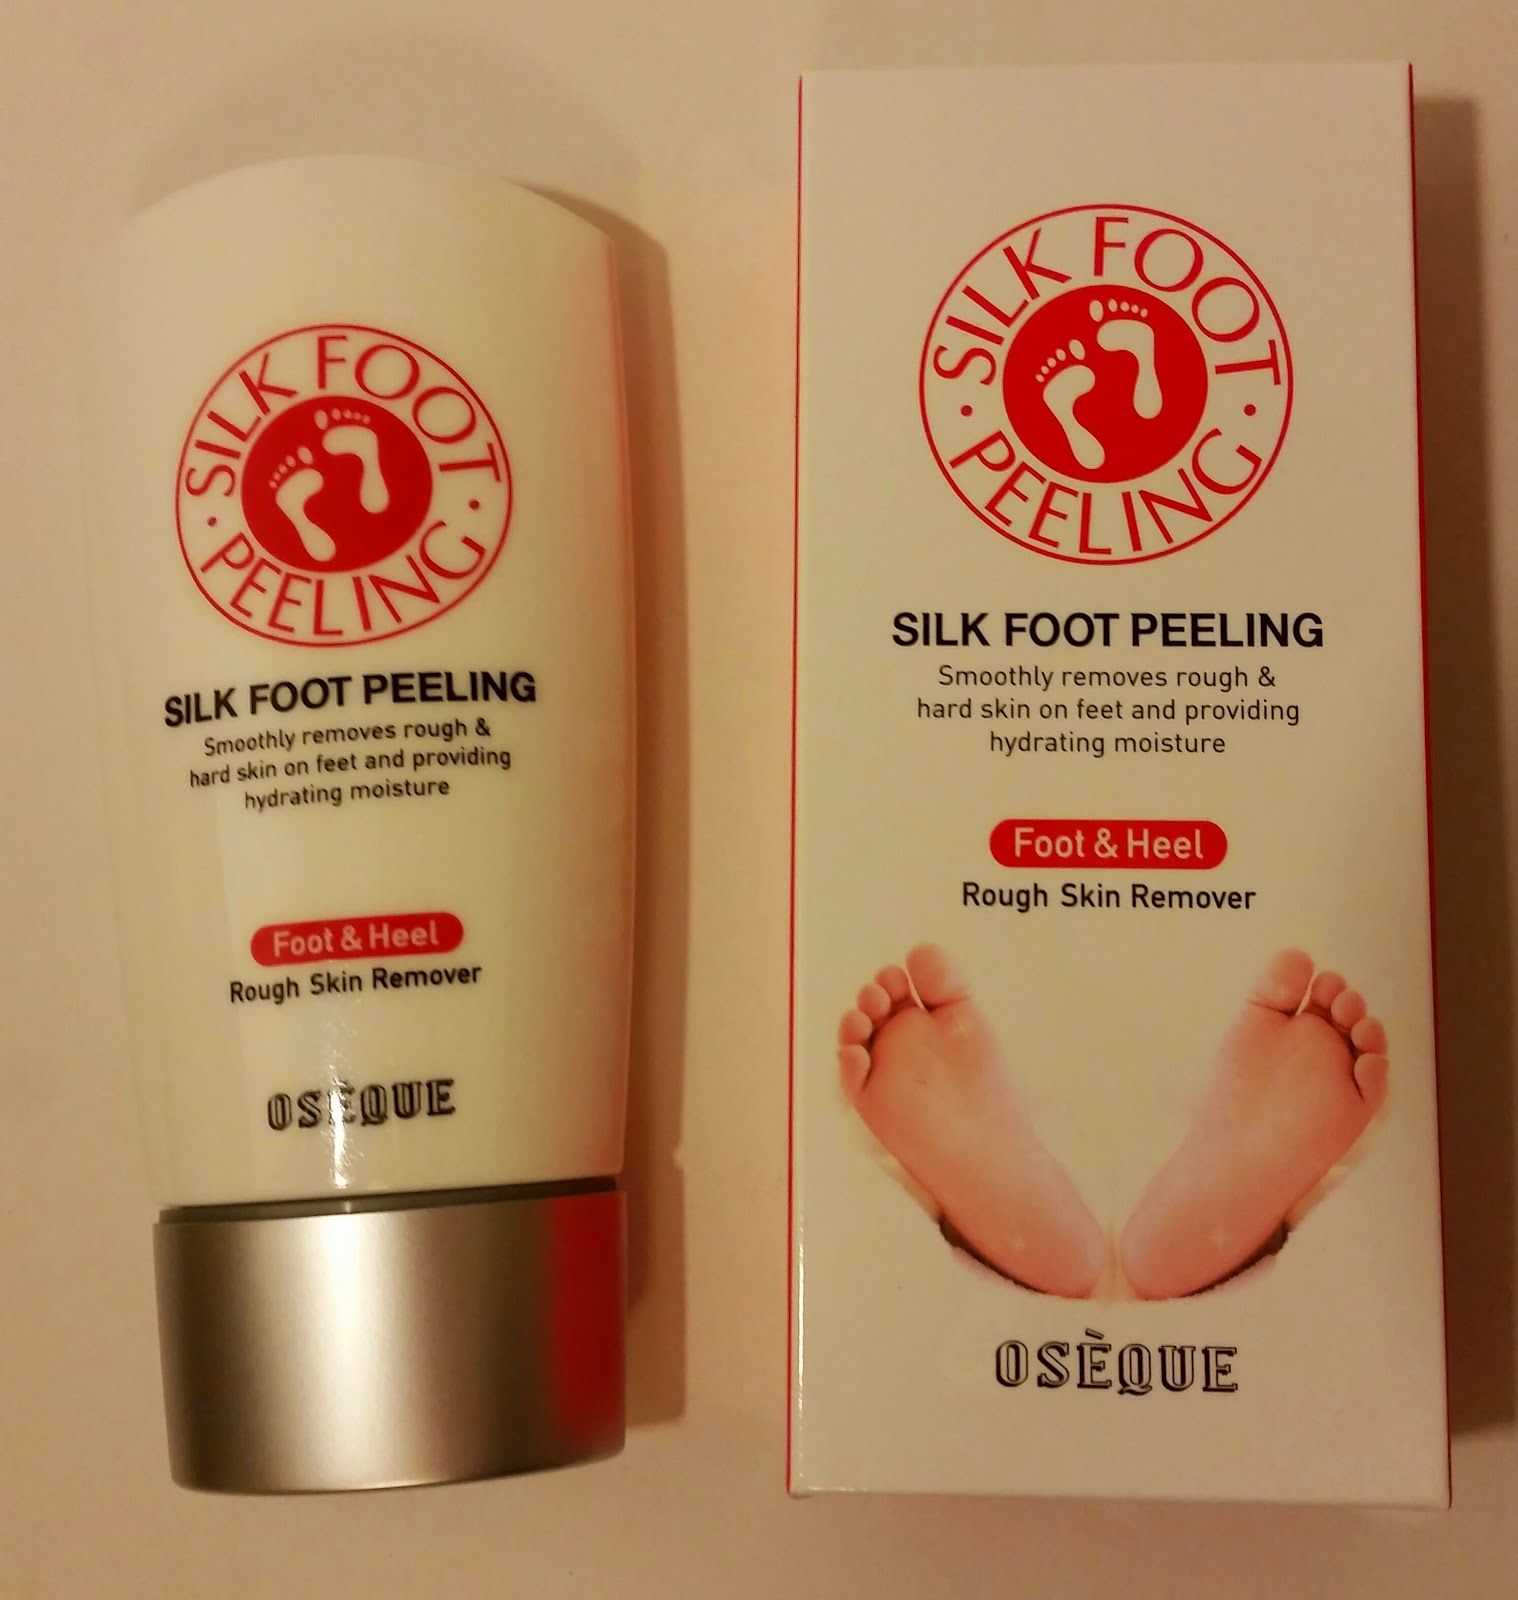 SILK FOOT
· PEELING ·
SILK FOOT PEELING
Smoothly removes rough &
hard skin on feet and providing
hydrating moisture
Foot & Heel
Rough Skin Remover
OSÈQUE
SILK FOOT
· PEELING ·
SILK FOOT PEELING
Smoothly removes rough &
hard skin on feet and providing
hydrating moisture
Foot & Heel
Rough Skin Remover
OSÈQUE